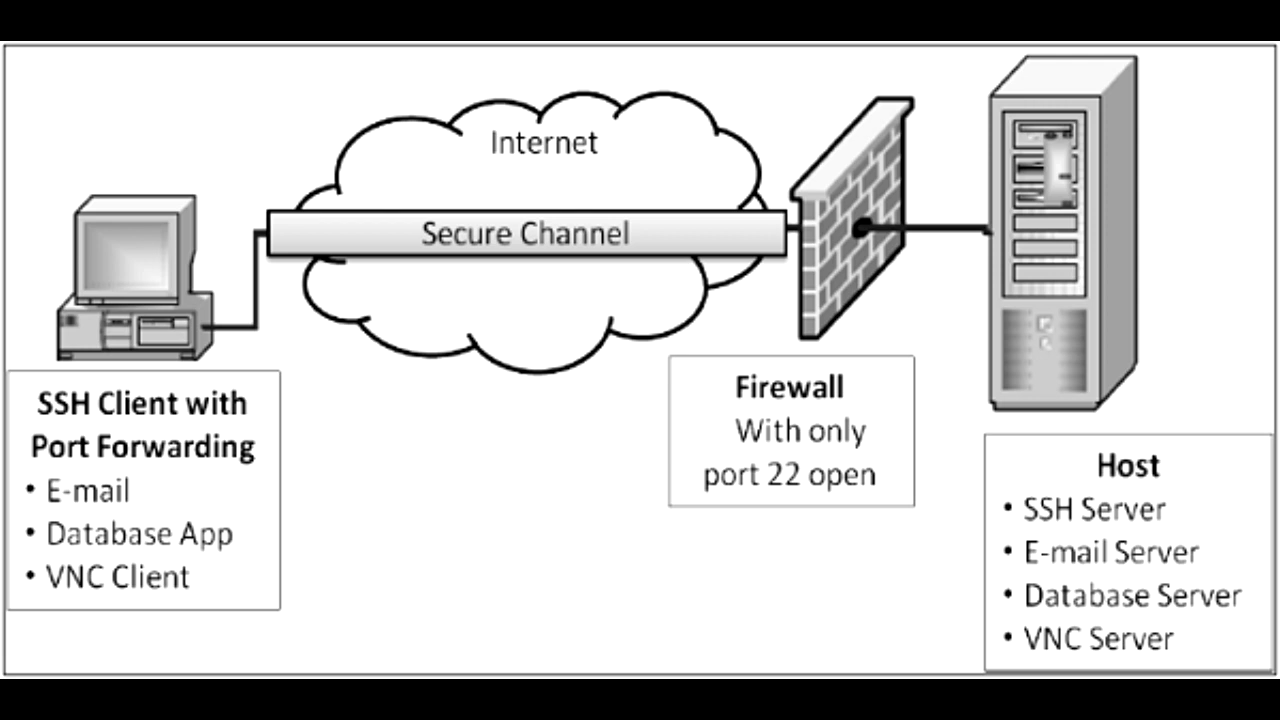 Internet
Secure Channel
SSH Client with
Port Forwarding
• E-mail
• Database App
• VNC Client
Firewall
With only
port 22 open
Host
• SSH Server
• E-mail Server
• Database Server
• VNC Server